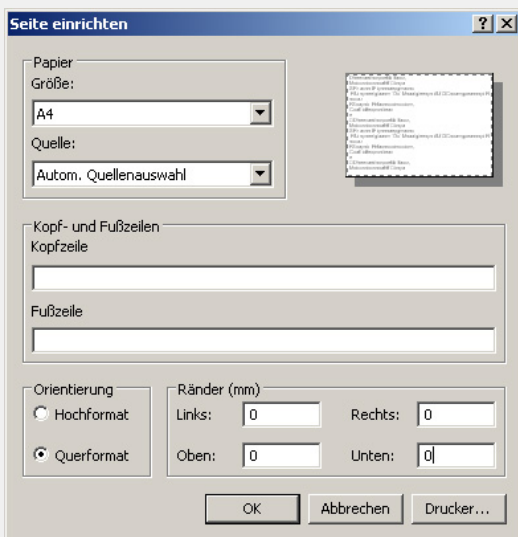 Seite einrichten
Papier
Größe:
A4
Quelle:
Autom. Quellenauswahl
Kopf- und Fußzeilen
Kopfzeile
Fußzeile
Orientierung
Hochformat
Querformat
Ränder (mm)
Links: 0 Rechts: 0
Oben: 0 Unten: 0
OK Abbrechen Drucker...